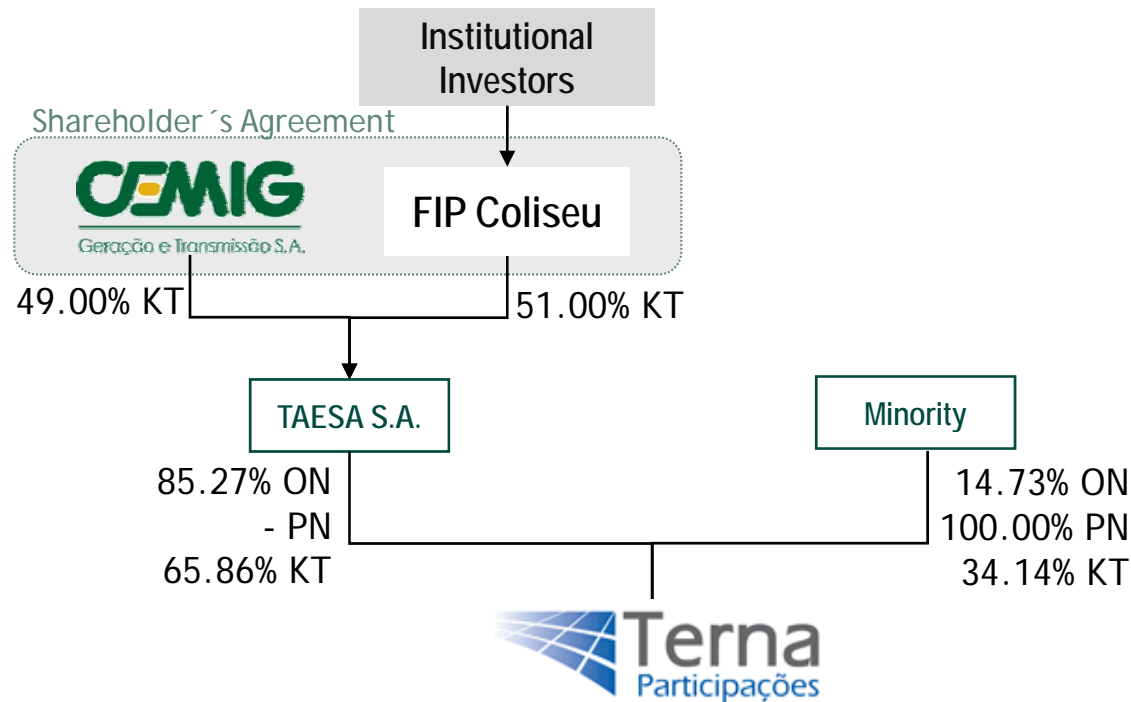 Institutional
Investors
Shareholder´s Agreement
CEMIG
Geração e Transmissão S.A.
FIP Coliseu
49.00% KT
51.00% KT
TAESA S.A.
Minority
85.27% ON
- PN
65.86% KT
14.73% ON
100.00% PN
34.14% KT
Terna
Participações